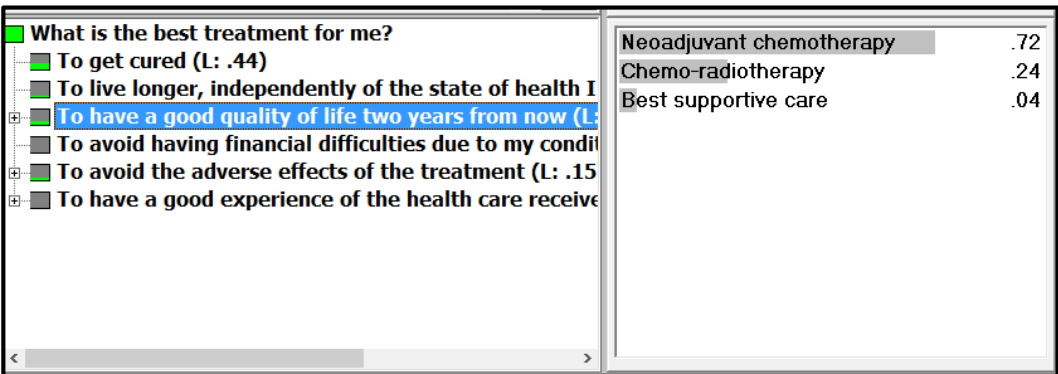 What is the best treatment for me?
To get cured (L: .44)
To live longer, independently of the state of health I
To have a good quality of life two years from now (L:
To avoid having financial difficulties due to my condit
To avoid the adverse effects of the treatment (L: .15
To have a good experience of the health care receive
Neoadjuvant chemotherapy .72
Chemo-radiotherapy .24
Best supportive care .04